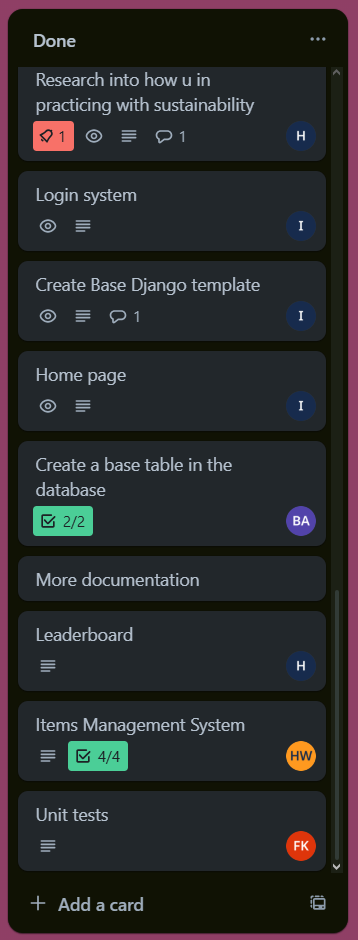 Done
Research into how u in
practicing with sustainability
1 1 H
Login system
I
Create Base Django template
1 I
Home page
I
Create a base table in the
database
2/2 BA
More documentation
Leaderboard
H
Items Management System
4/4 HW
Unit tests
FK
Add a card